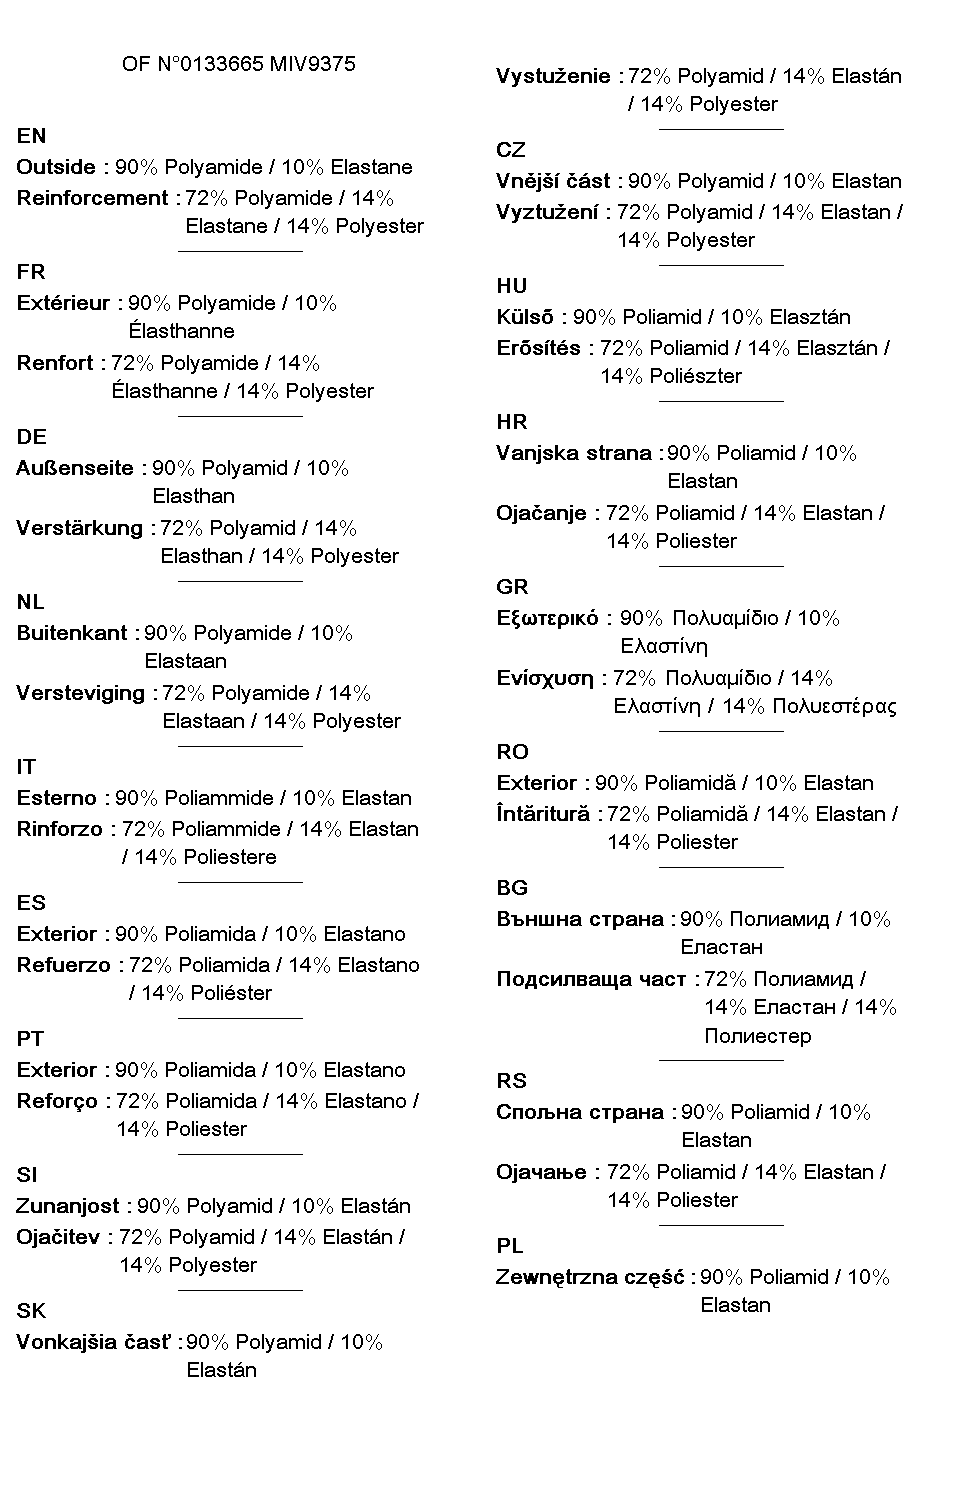 OF N°0133665 MIV9375
EN
Outside : 90% Polyamide / 10% Elastane
Reinforcement : 72% Polyamide / 14%
Elastane / 14% Polyester
FR
Extérieur : 90% Polyamide / 10%
Élasthanne
Renfort : 72% Polyamide / 14%
Élasthanne / 14% Polyester
DE
Außenseite : 90% Polyamid / 10%
Elasthan
Verstärkung : 72% Polyamid / 14%
Elasthan / 14% Polyester
NL
Buitenkant : 90% Polyamide / 10%
Elastaan
Versteviging : 72% Polyamide / 14%
Elastaan / 14% Polyester
IT
Esterno : 90% Poliammide / 10% Elastan
Rinforzo : 72% Poliammide / 14% Elastan
/ 14% Poliestere
ES
Exterior : 90% Poliamida / 10% Elastano
Refuerzo : 72% Poliamida / 14% Elastano
/ 14% Poliéster
PT
Exterior : 90% Poliamida / 10% Elastano
Reforço : 72% Poliamida / 14% Elastano /
14% Poliester
SI
Zunanjost : 90% Polyamid / 10% Elastán
Ojačitev : 72% Polyamid / 14% Elastán /
14% Polyester
SK
Vonkajšia časť : 90% Polyamid / 10%
Elastán
Vystuženie : 72% Polyamid / 14% Elastán
/ 14% Polyester
CZ
Vnější část : 90% Polyamid / 10% Elastan
Vyztužení : 72% Polyamid / 14% Elastan /
14% Polyester
HU
Külső : 90% Poliamid / 10% Elasztán
Erősítés : 72% Poliamid / 14% Elasztán /
14% Poliészter
HR
Vanjska strana : 90% Poliamid / 10%
Elastan
Ojačanje : 72% Poliamid / 14% Elastan /
14% Poliester
GR
Εξωτερικό : 90% Πολυαμίδιο / 10%
Ελαστίνη
Ενίσχυση : 72% Πολυαμίδιο / 14%
Ελαστίνη / 14% Πολυεστέρας
RO
Exterior : 90% Poliamidă / 10% Elastan
Întăritură : 72% Poliamidă / 14% Elastan /
14% Poliester
BG
Външна страна : 90% Полиамид / 10%
Еластан
Подсилваща част : 72% Полиамид /
14% Еластан / 14%
Полиестер
RS
Спољна страна : 90% Poliamid / 10%
Elastan
Ојачање : 72% Poliamid / 14% Elastan /
14% Poliester
PL
Zewnętrzna część : 90% Poliamid / 10%
Elastan